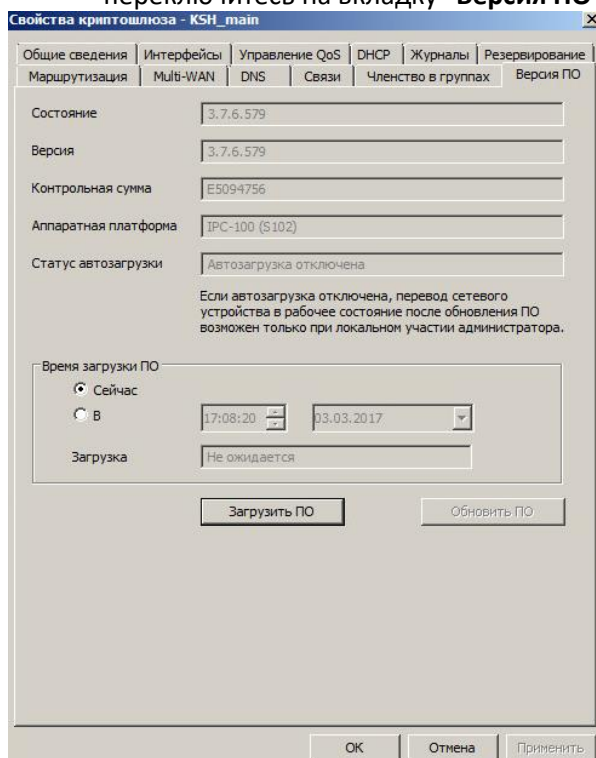 переключитесь на вкладку "Версия ПО"
Свойства криптошлюза - KSH_main
Общие сведения Интерфейсы Управление QoS DHCP Журналы Резервирование
Маршрутизация Multi-WAN DNS Связи Членство в группах Версия ПО
Состояние 3.7.6.579
Версия 3.7.6.579
Контрольная сумма E5094756
Аппаратная платформа IPC-100 (S102)
Статус автозагрузки Автозагрузка отключена
Если автозагрузка отключена, перевод сетевого
устройства в рабочее состояние после обновления ПО
возможен только при локальном участии администратора.
Время загрузки ПО
Сейчас
В 17:08:20 03.03.2017
Загрузка Не ожидается
Загрузить ПО Обновить ПО
OK Отмена Применить